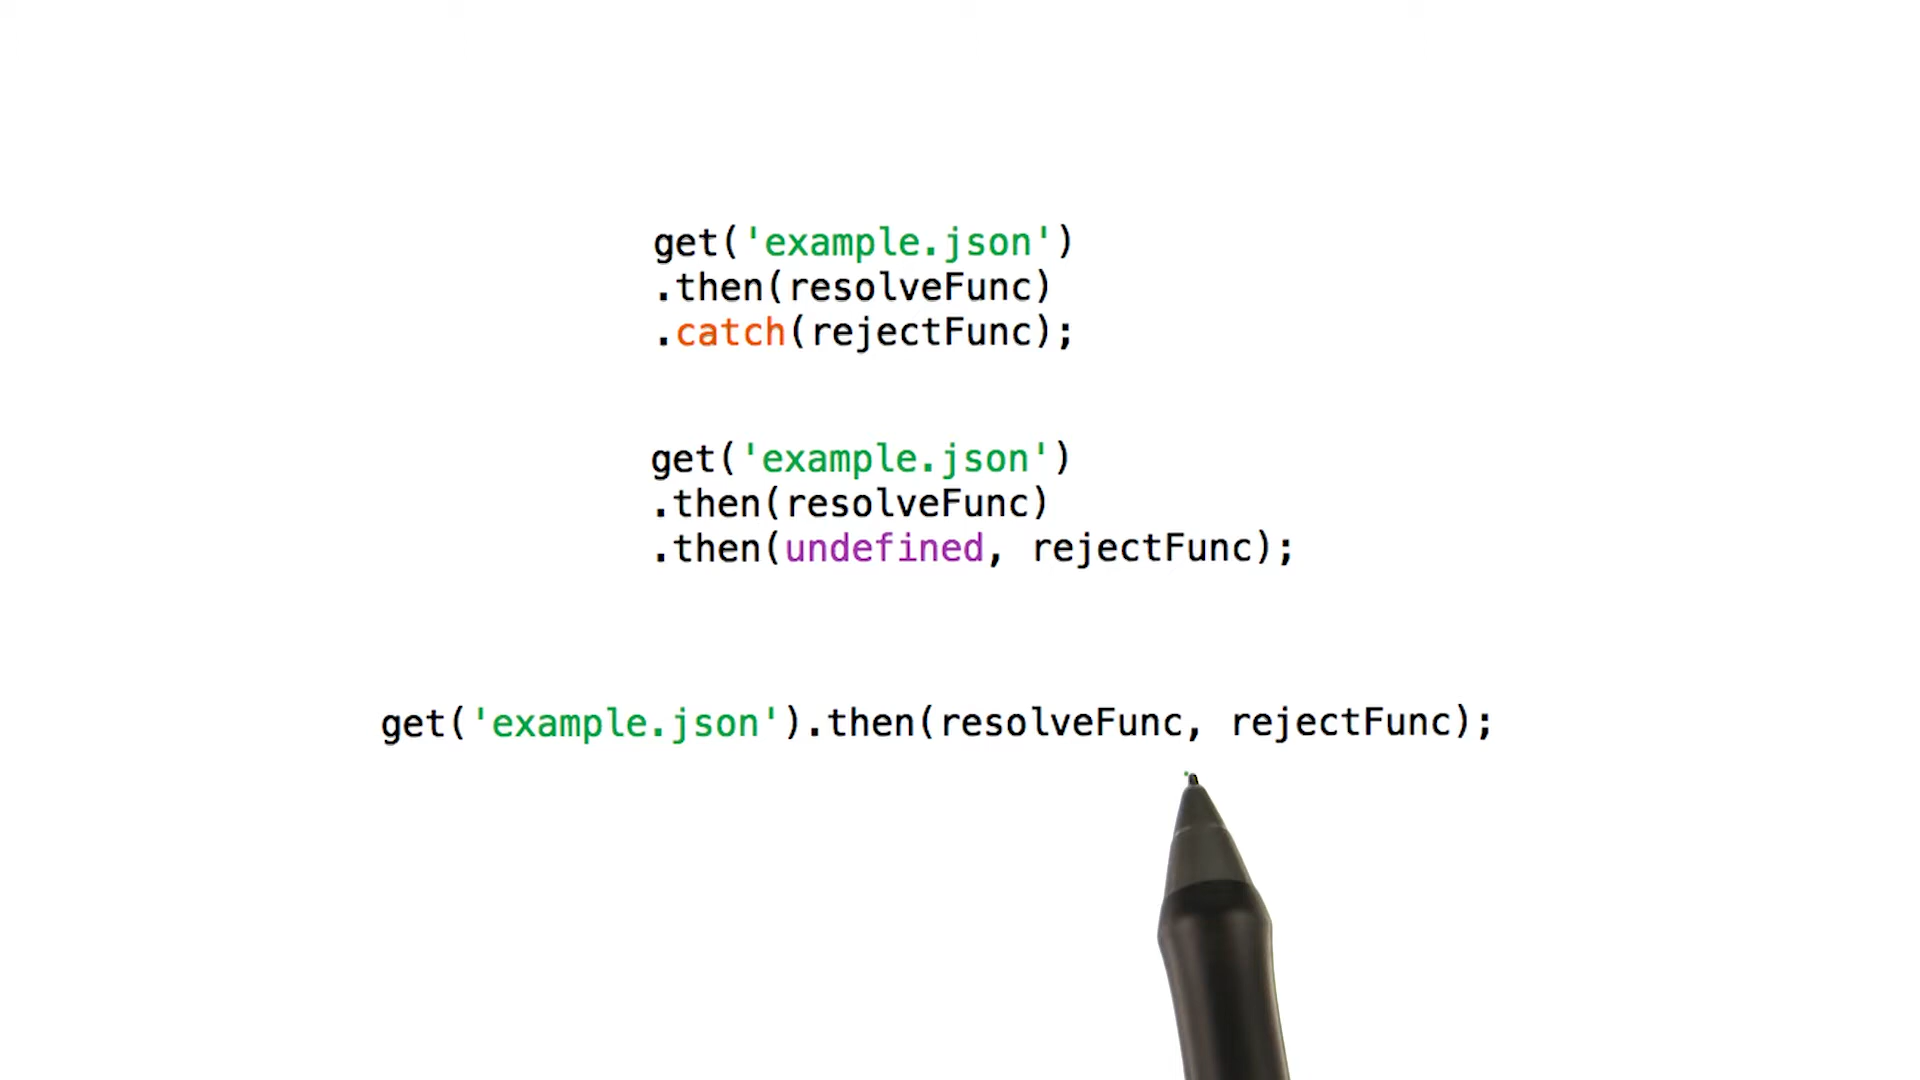 get('example.json')
.then(resolveFunc)
.catch(rejectFunc);
get('example.json')
.then(resolveFunc)
.then(undefined, rejectFunc);
get('example.json').then(resolveFunc, rejectFunc);